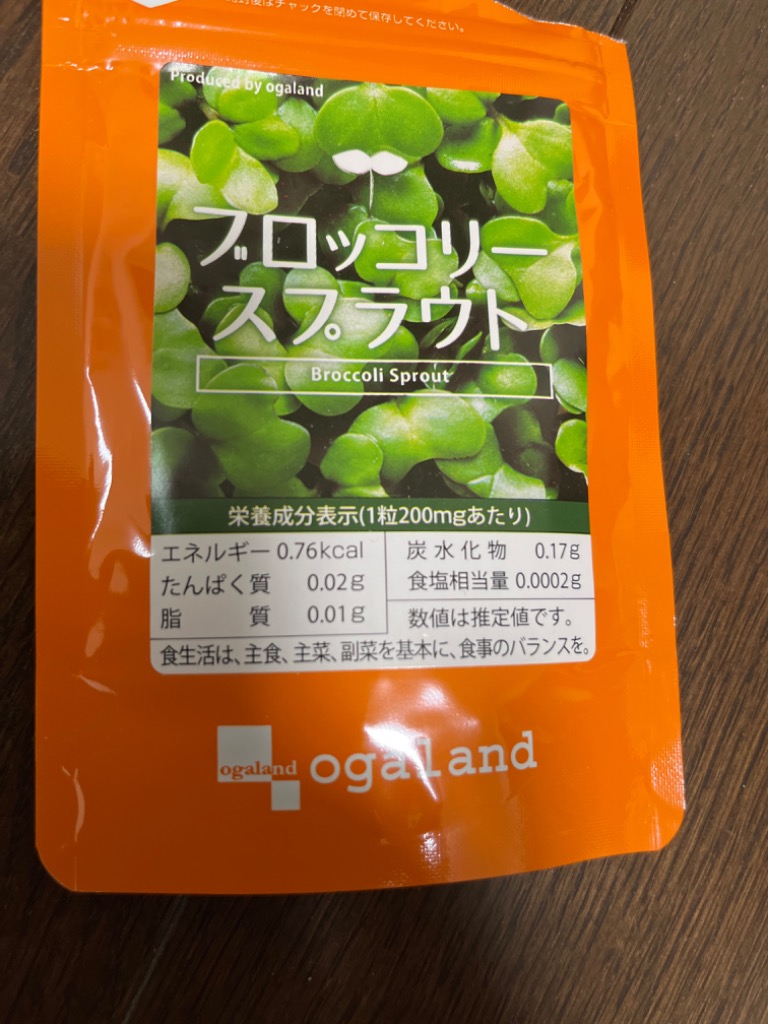 後はチャックを閉めて保存してください。
Produced by ogaland
ブロッコリー
スプラウト
Broccoli Sprout
栄養成分表示(1粒200mgあたり)
エネルギー 0.76kcal
たんぱく質 0.02g
脂質 0.01g
炭水化物 0.17g
食塩相当量 0.0002g
数値は推定値です。
食生活は、主食、主菜、副菜を基本に、食事のバランスを。
ogaland
ogaland